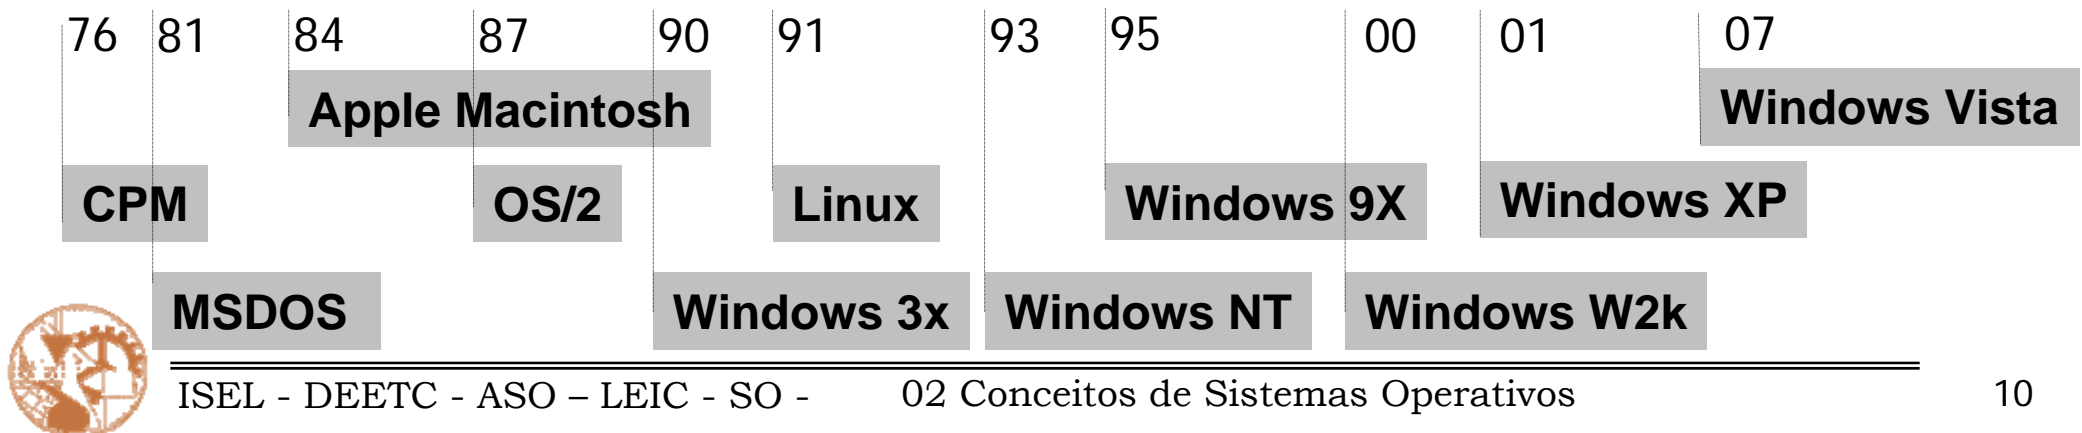 76 81 84 87 90 91 93 95 00 01 07
Apple Macintosh Windows Vista
CPM OS/2 Linux Windows 9X Windows XP
MSDOS Windows 3x Windows NT Windows W2k
ISEL - DEETC - ASO – LEIC - SO - 02 Conceitos de Sistemas Operativos 10